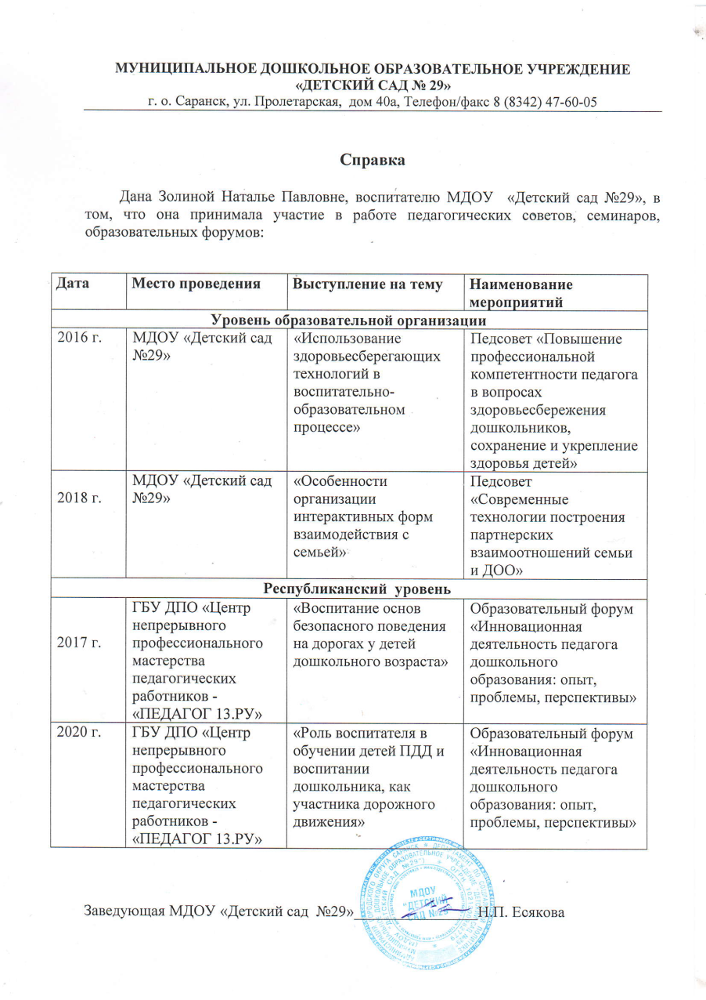 МУНИЦИПАЛЬНОЕ ДОШКОЛЬНОЕ ОБРАЗОВАТЕЛЬНОЕ УЧРЕЖДЕНИЕ
«ДЕТСКИЙ САД № 29»
г. о. Саранск, ул. Пролетарская, дом 40а, Телефон/факс 8 (8342) 47-60-05
Справка
Дана Золиной Наталье Павловне, воспитателю МДОУ «Детский сад №29», в
том, что она принимала участие в работе педагогических советов, семинаров,
образовательных форумов:
Дата
Место проведения
Выступление на тему
Наименование
мероприятий
Уровень образовательной организации
2016 г.
МДОУ «Детский сад
№29»
«Использование
здоровьесберегающих
технологий в
воспитательно-
образовательном
процессе»
Педсовет «Повышение
профессиональной
компетентности педагога
в вопросах
здоровьесбережения
дошкольников,
сохранение и укрепление
здоровья детей»
2018 г.
МДОУ «Детский сад
№29»
«Особенности
организации
интерактивных форм
взаимодействия с
семьей»
Педсовет
«Современные
технологии построения
партнерских
взаимоотношений семьи
и ДОО»
Республиканский уровень
2017 г.
ГБУ ДПО «Центр
непрерывного
профессионального
мастерства
педагогических
работников -
«ПЕДАГОГ 13.РУ»
«Воспитание основ
безопасного поведения
на дорогах у детей
дошкольного возраста»
Образовательный форум
«Инновационная
деятельность педагога
дошкольного
образования: опыт,
проблемы, перспективы»
2020 г.
ГБУ ДПО «Центр
непрерывного
профессионального
мастерства
педагогических
работников -
«ПЕДАГОГ 13.РУ»
«Роль воспитателя в
обучении детей ПДД и
воспитании
дошкольника, как
участника дорожного
движения»
Образовательный форум
«Инновационная
деятельность педагога
дошкольного
образования: опыт,
проблемы, перспективы»
Заведующая МДОУ «Детский сад №29» Н.П. Есякова
МДОУ
"ДЕТСКИЙ
САД №29"